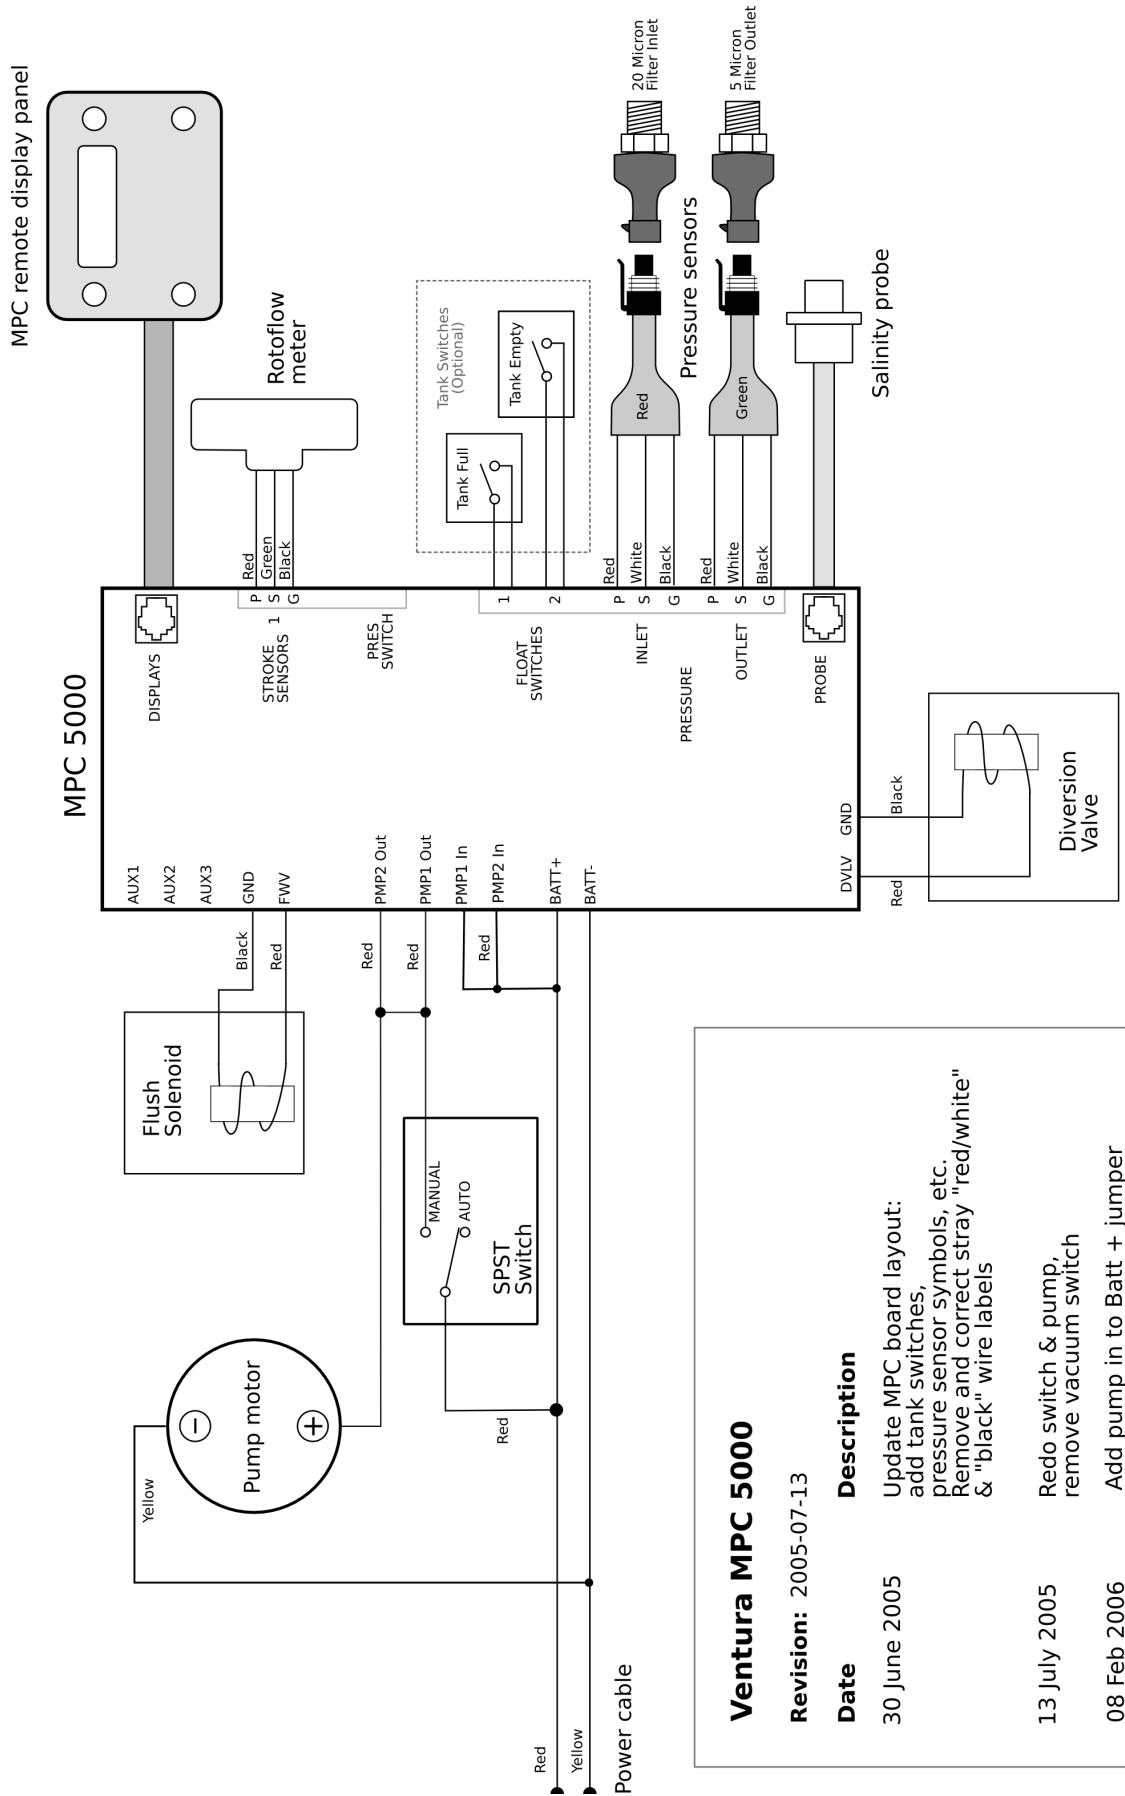 MPC remote display panel
Rotoflow
meter
Tank Switches
(Optional)
Tank Full
Tank Empty
20 Micron
Filter Inlet
5 Micron
Filter Outlet
Pressure sensors
Red
Green
Salinity probe
Red
Green
Black
Red
White
Black
Red
White
Black
MPC 5000
DISPLAYS
P
S
G
1
STROKE
SENSORS
PRES
SWITCH
1
2
FLOAT
SWITCHES
P
S
G
INLET
PRESSURE
P
S
G
OUTLET
PROBE
AUX1
AUX2
AUX3
GND
FWV
PMP2 Out
PMP1 Out
PMP1 In
PMP2 In
BATT+
BATT-
DVLV
GND
Red
Black
Diversion
Valve
Black
Red
Red
Red
Red
Flush
Solenoid
MANUAL
AUTO
SPST
Switch
Pump motor
−
+
Yellow
Red
Red
Yellow
Power cable
Ventura MPC 5000
Revision: 2005-07-13
Date Description
30 June 2005 Update MPC board layout:
add tank switches,
pressure sensor symbols, etc.
Remove and correct stray "red/white"
& "black" wire labels
13 July 2005 Redo switch & pump,
remove vacuum switch
08 Feb 2006 Add pump in to Batt + jumper